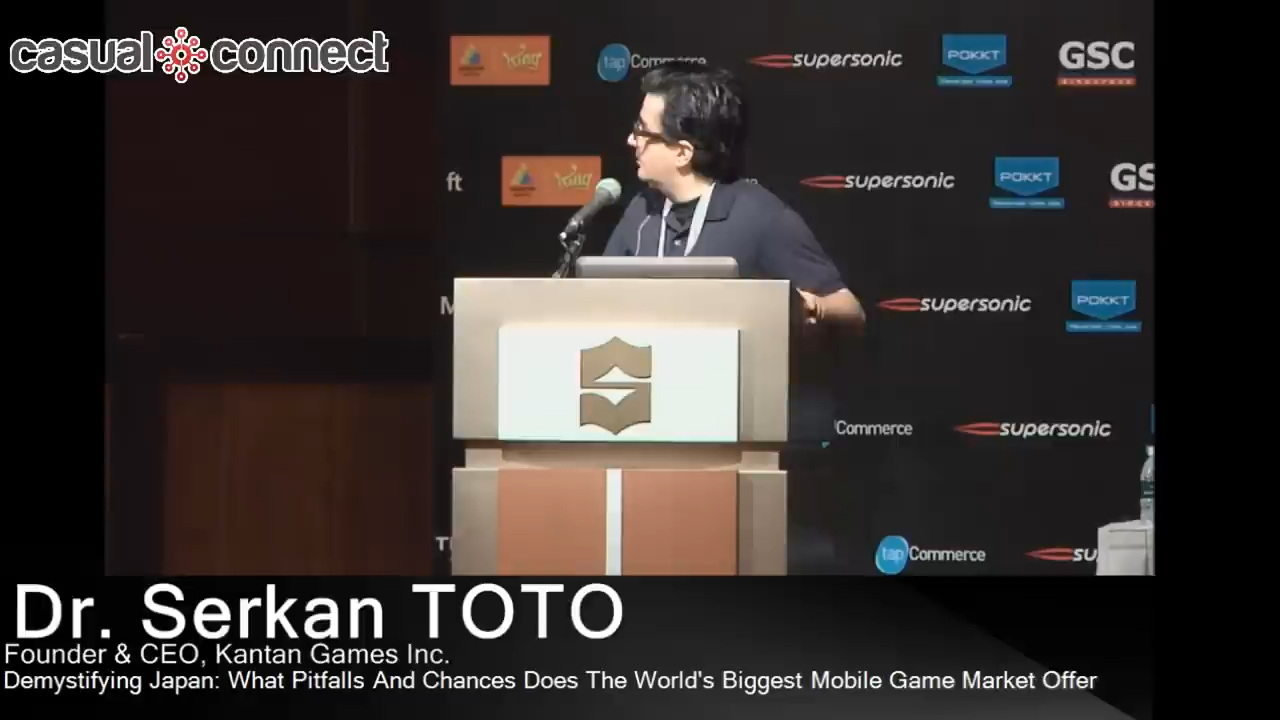 casual connect
king
tapCommerce
supersonic
POKKT
GSC
ft
king
supersonic
POKKT
GS
M
supersonic
POKKT
Commerce
supersonic
tapCommerce
su
Dr. Serkan TOTO
Founder & CEO, Kantan Games Inc.
Demystifying Japan: What Pitfalls And Chances Does The World's Biggest Mobile Game Market Offer